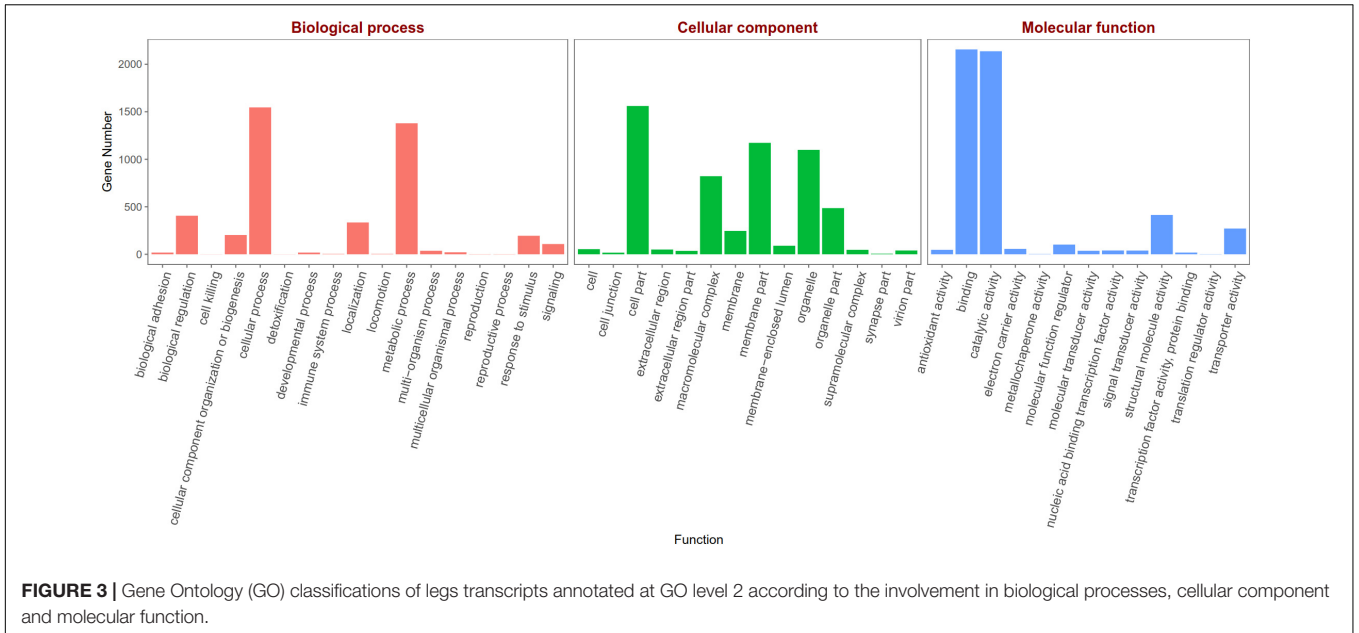 Biological process
Cellular component
Molecular function
Gene Number
2000
1500
1000
500
0
biological adhesion
biological regulation
cell killing
cellular component organization or biogenesis
cellular process
detoxification
developmental process
immune system process
localization
locomotion
metabolic process
multi−organism process
multicellular organismal process
reproduction
reproductive process
response to stimulus
signaling
cell
cell junction
cell part
extracellular region
extracellular region part
macromolecular complex
membrane
membrane part
membrane−enclosed lumen
organelle
organelle part
supramolecular complex
synapse part
virion part
antioxidant activity
binding
catalytic activity
electron carrier activity
metallochaperone activity
molecular function regulator
molecular transducer activity
nucleic acid binding transcription factor activity
signal transducer activity
structural molecule activity
transcription factor activity, protein binding
translation regulator activity
transporter activity
Function
FIGURE 3 | Gene Ontology (GO) classifications of legs transcripts annotated at GO level 2 according to the involvement in biological processes, cellular component
and molecular function.